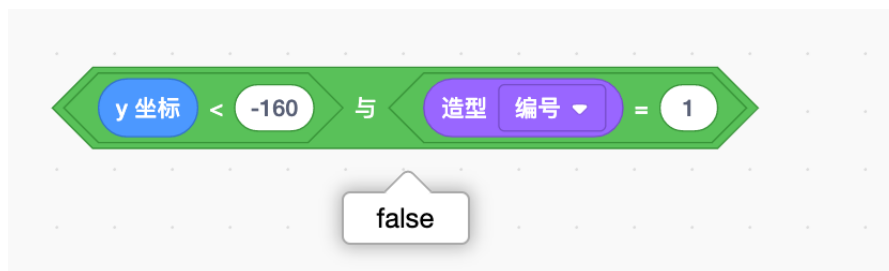 y 坐标 < -160 与 造型 编号 = 1
false